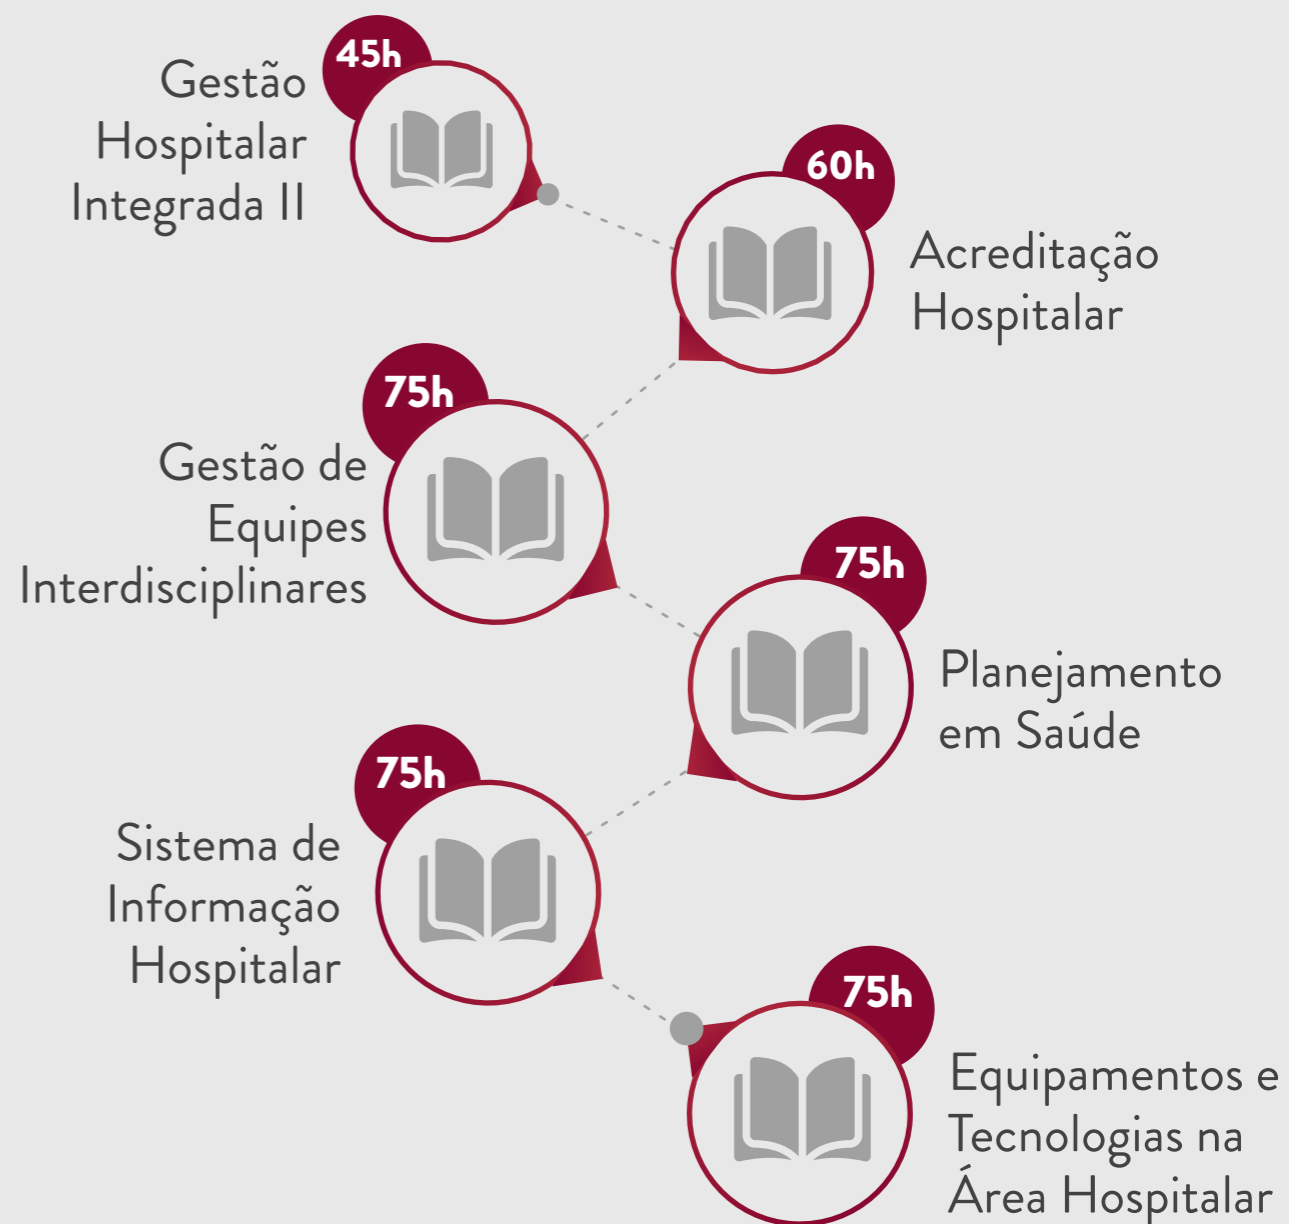 45h
Gestão
Hospitalar
Integrada II
60h
Acreditação
Hospitalar
75h
Gestão de
Equipes
Interdisciplinares
75h
Planejamento
em Saúde
75h
Sistema de
Informação
Hospitalar
75h
Equipamentos e
Tecnologias na
Área Hospitalar